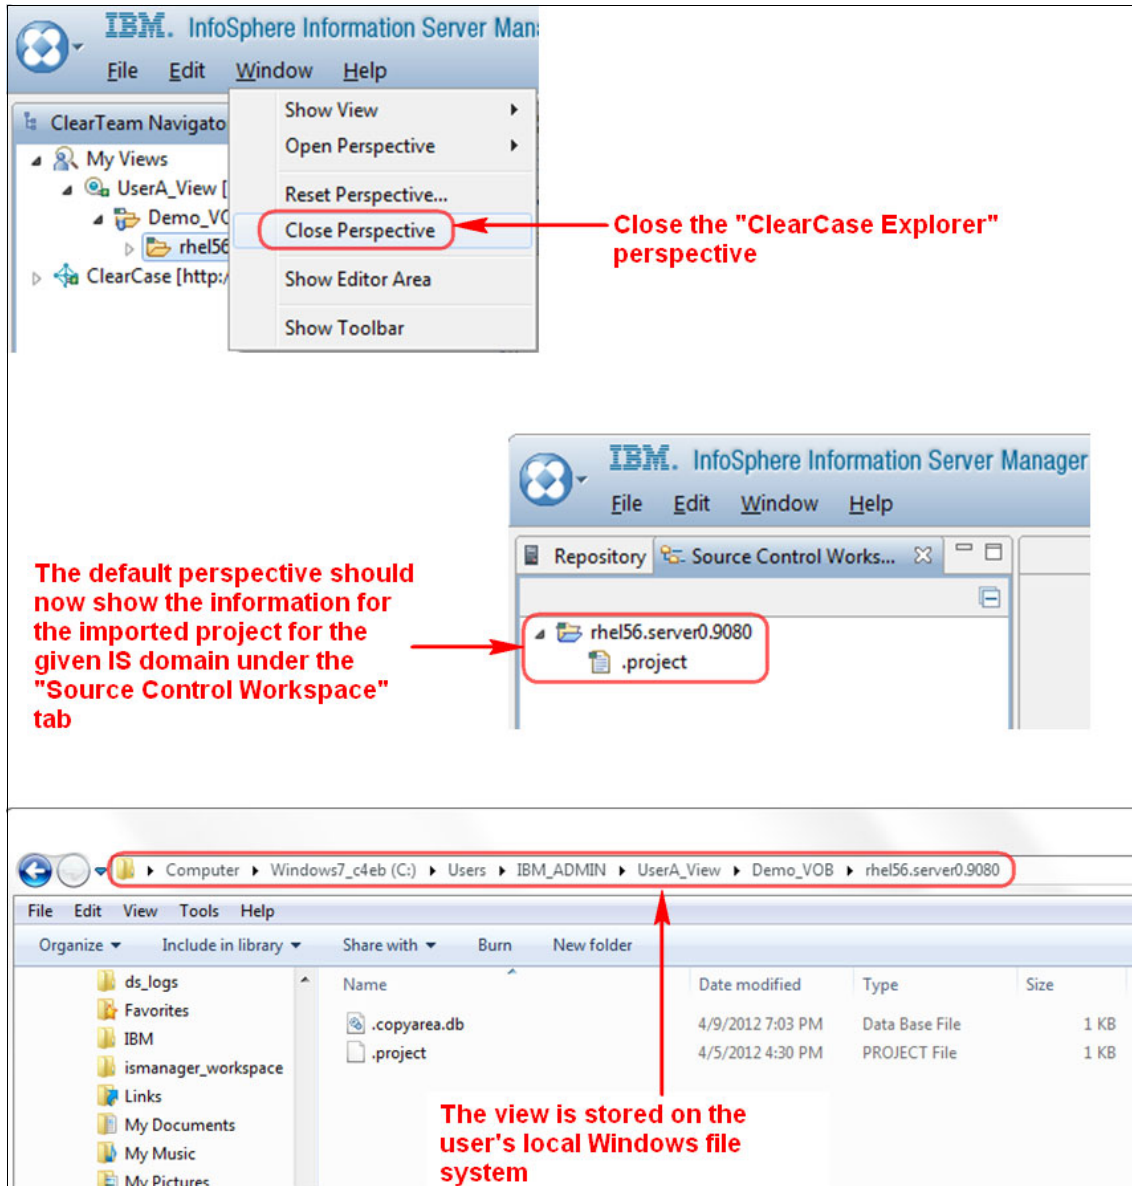 IBM. InfoSphere Information Server Man
File Edit Window Help
ClearTeam Navigato
Show View
My Views
Open Perspective
UserA_View [
Reset Perspective...
Demo_VO
Close Perspective
Close the "ClearCase Explorer"
perspective
rhel56
ClearCase [http:/
Show Editor Area
Show Toolbar
IBM. InfoSphere Information Server Manager
File Edit Window Help
Repository Source Control Works...
The default perspective should
now show the information for
the imported project for the
given IS domain under the
"Source Control Workspace"
tab
rhel56.server0.9080
.project
Computer Windows7_c4eb (C:) Users IBM_ADMIN UserA_View Demo_VOB rhel56.server0.9080
File Edit View Tools Help
Organize Include in library Share with Burn New folder
ds_logs
Favorites
IBM
ismanager_workspace
Links
My Documents
My Music
My Pictures
Name Date modified Type Size
.copyarea.db 4/9/2012 7:03 PM Data Base File 1 KB
.project 4/5/2012 4:30 PM PROJECT File 1 KB
The view is stored on the
user's local Windows file
system